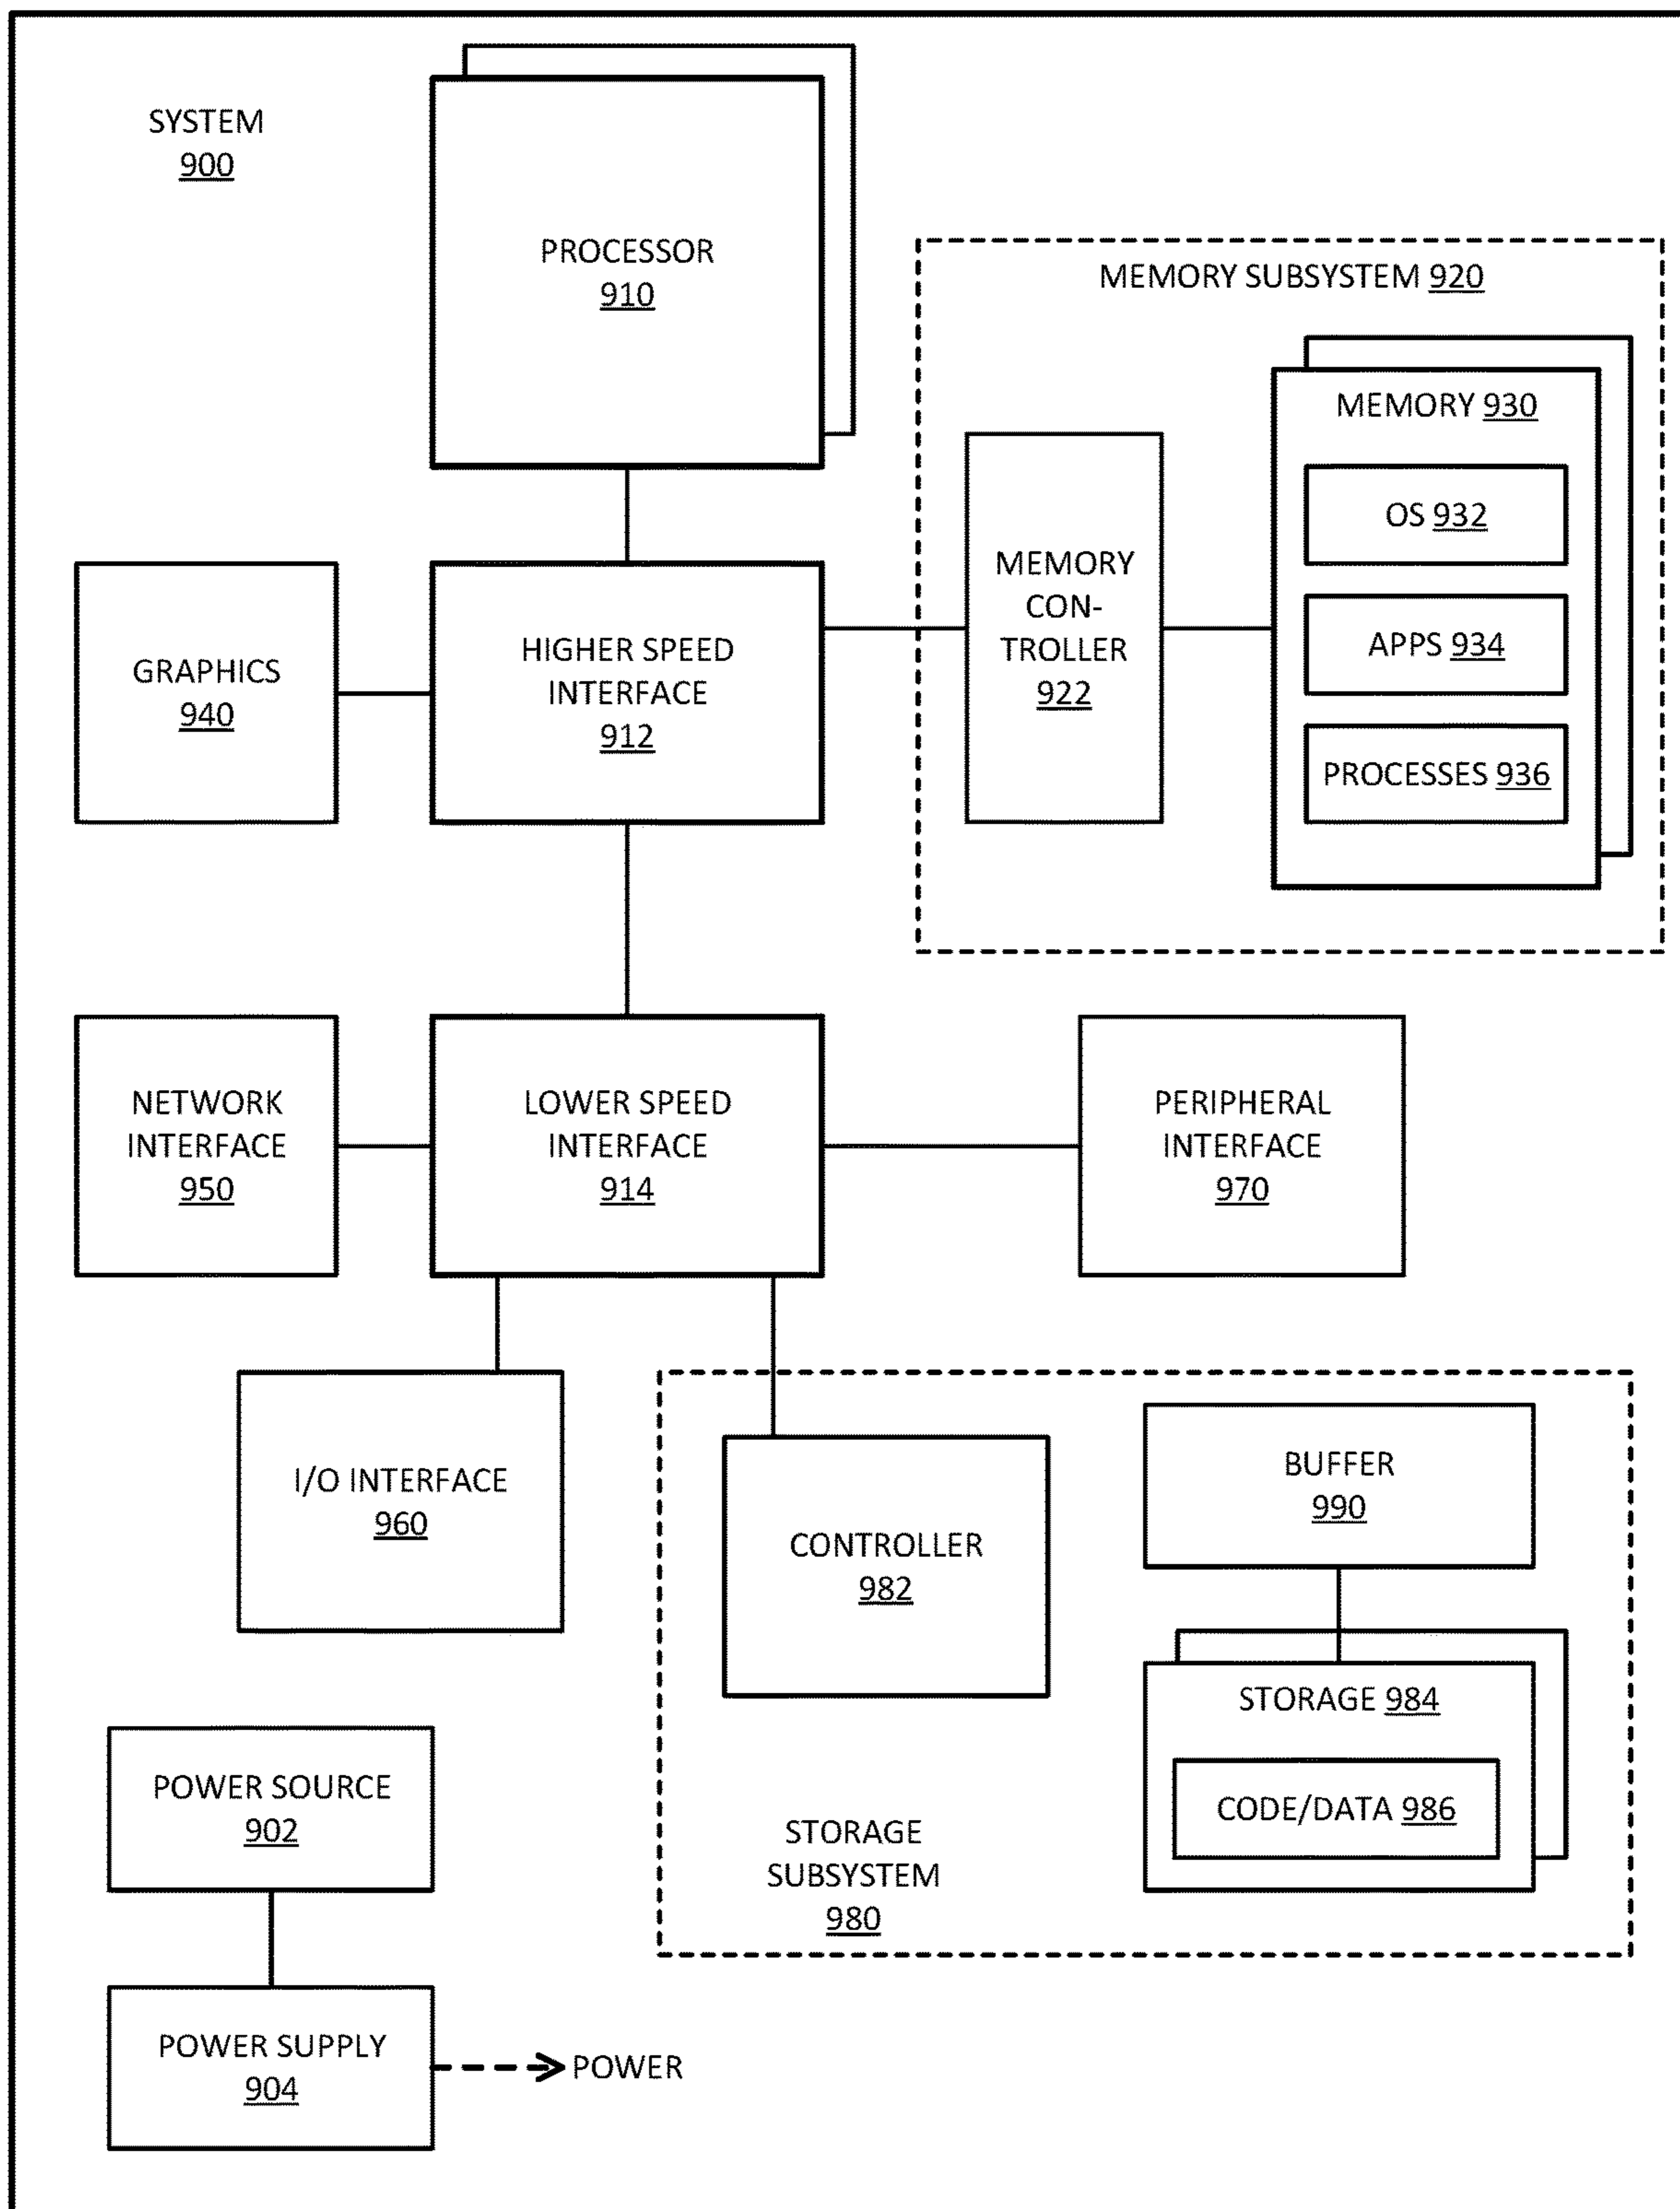 SYSTEM
900
PROCESSOR
910
MEMORY SUBSYSTEM 920
MEMORY 930
OS 932
APPS 934
PROCESSES 936
MEMORY
CON-
TROLLER
922
GRAPHICS
940
HIGHER SPEED
INTERFACE
912
NETWORK
INTERFACE
950
LOWER SPEED
INTERFACE
914
PERIPHERAL
INTERFACE
970
I/O INTERFACE
960
CONTROLLER
982
BUFFER
990
STORAGE 984
CODE/DATA 986
STORAGE
SUBSYSTEM
980
POWER SOURCE
902
POWER SUPPLY
904
POWER